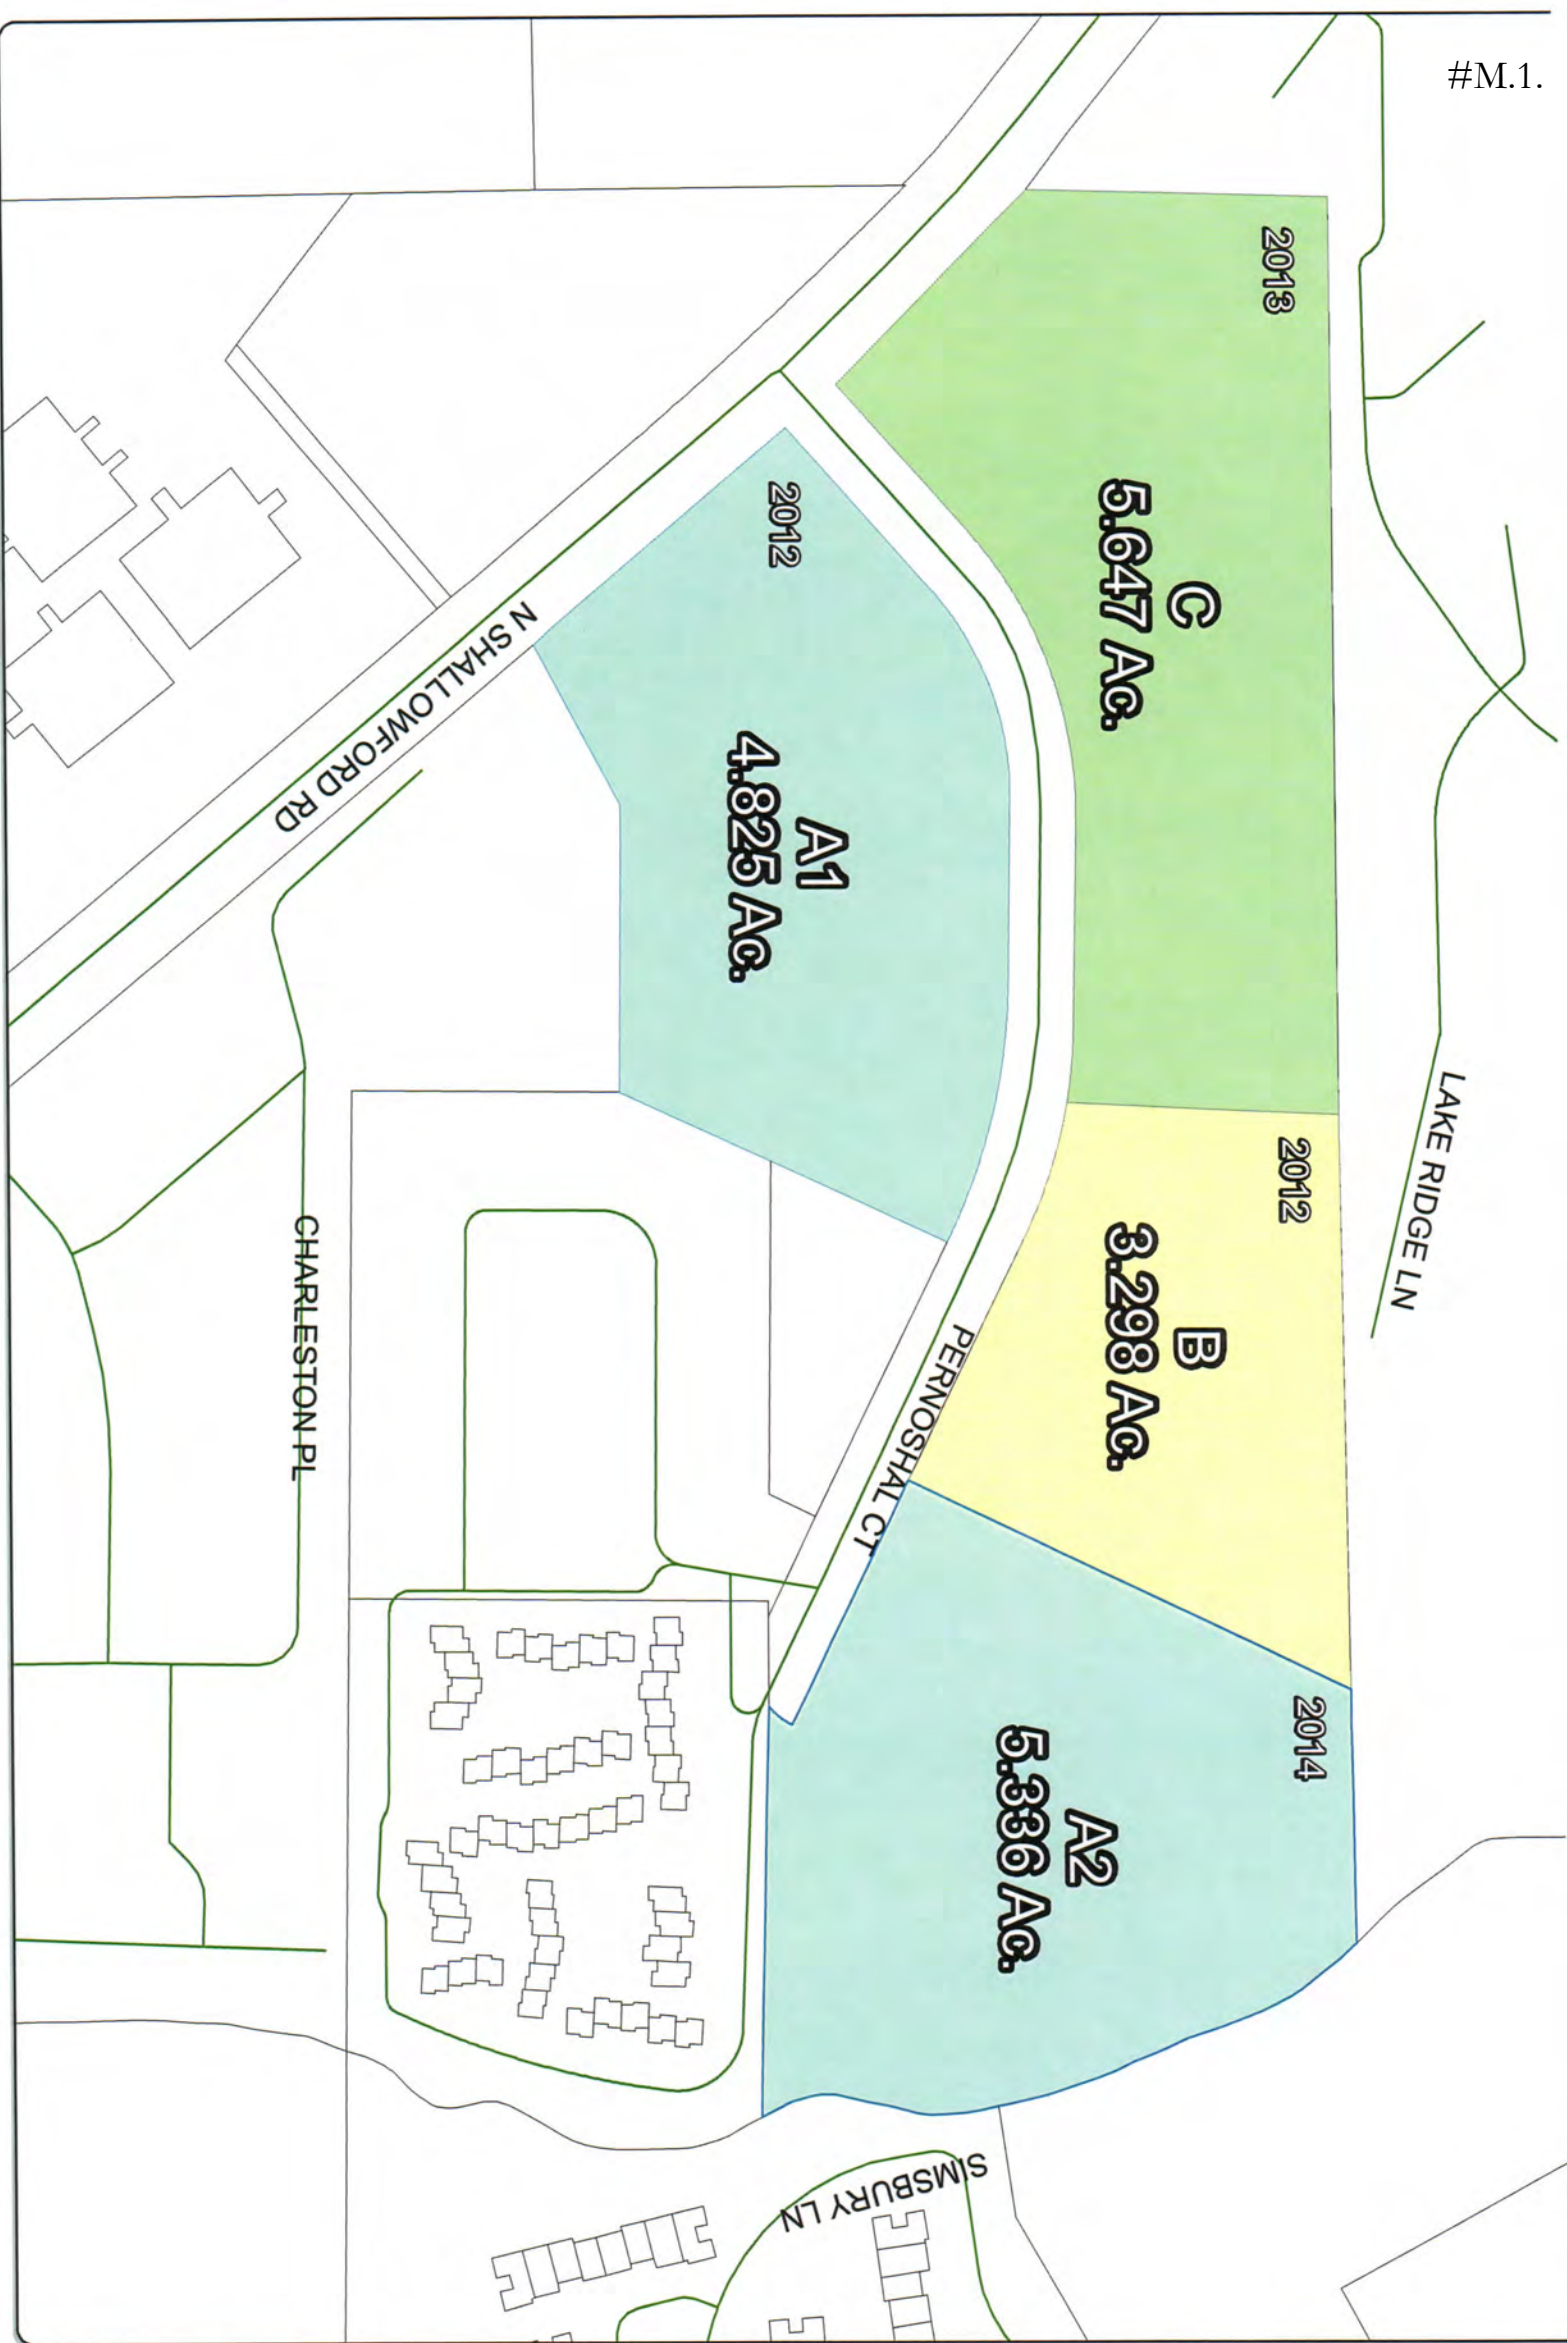 #M.1.
2013
C
5.647 Ac.
2012
A1
4.825 Ac.
N SHALLOWFORD RD
LAKE RIDGE LN
2012
B
3.298 Ac.
PERNOSHAL CT
CHARLESTON PL
2014
A2
5.336 Ac.
SIMSBURY LN